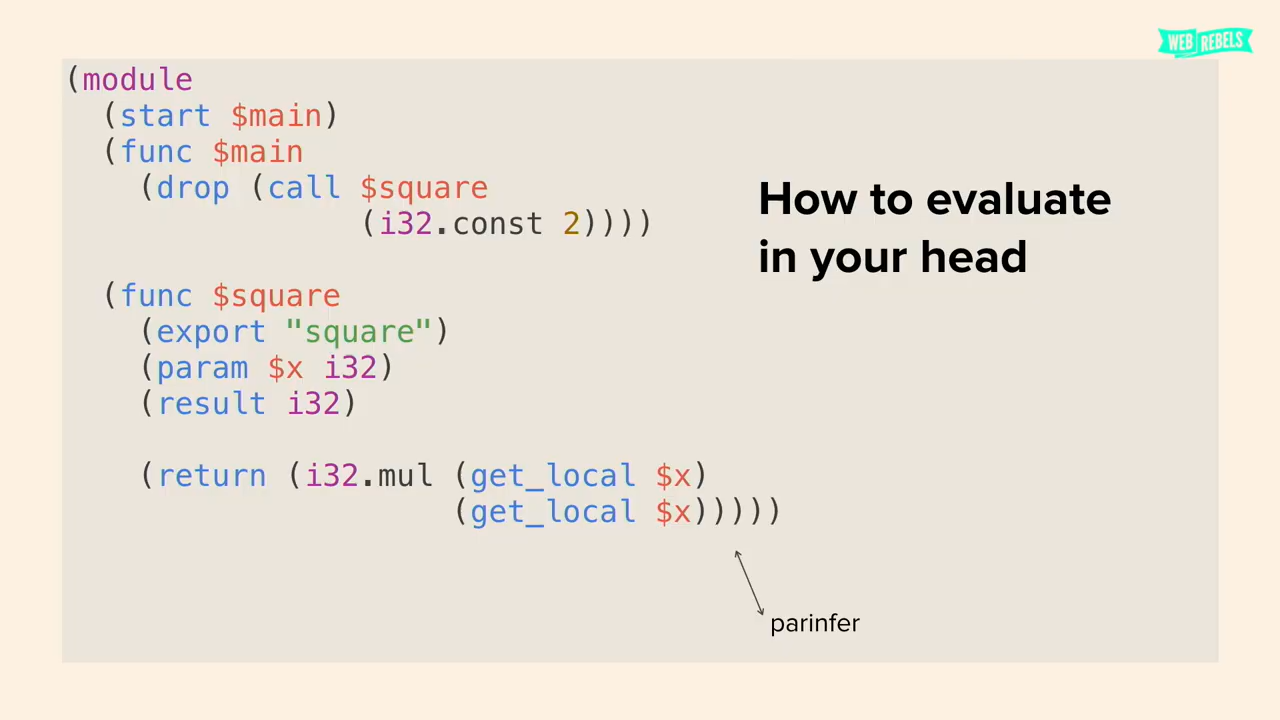 WEB REBELS
(module
  (start $main)
  (func $main
    (drop (call $square
                (i32.const 2))))
How to evaluate
in your head
  (func $square
    (export "square")
    (param $x i32)
    (result i32)
    (return (i32.mul (get_local $x)
                     (get_local $x)))))
parinfer